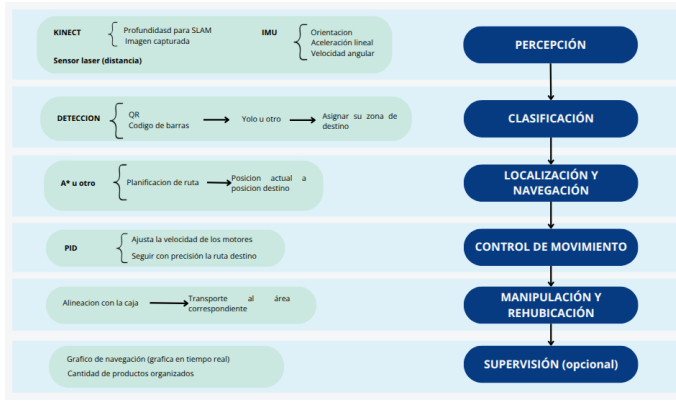 KINECT
Profundidasd para SLAM
Imagen capturada
IMU
Orientacion
Aceleración lineal
Velocidad angular
Sensor laser (distancia)
PERCEPCIÓN
DETECCION
QR
Codigo de barras
Yolo u otro
Asignar su zona de
destino
CLASIFICACIÓN
A* u otro
Planificacion de ruta
Posicion actual a
posicion destino
LOCALIZACIÓN Y
NAVEGACIÓN
PID
Ajusta la velocidad de los motores
Seguir con precisión la ruta destino
CONTROL DE MOVIMIENTO
Alineacion con la caja
Transporte al área
correspondiente
MANIPULACIÓN Y
REHUBICACIÓN
Grafico de navegación (grafica en tiempo real)
Cantidad de productos organizados
SUPERVISIÓN (opcional)